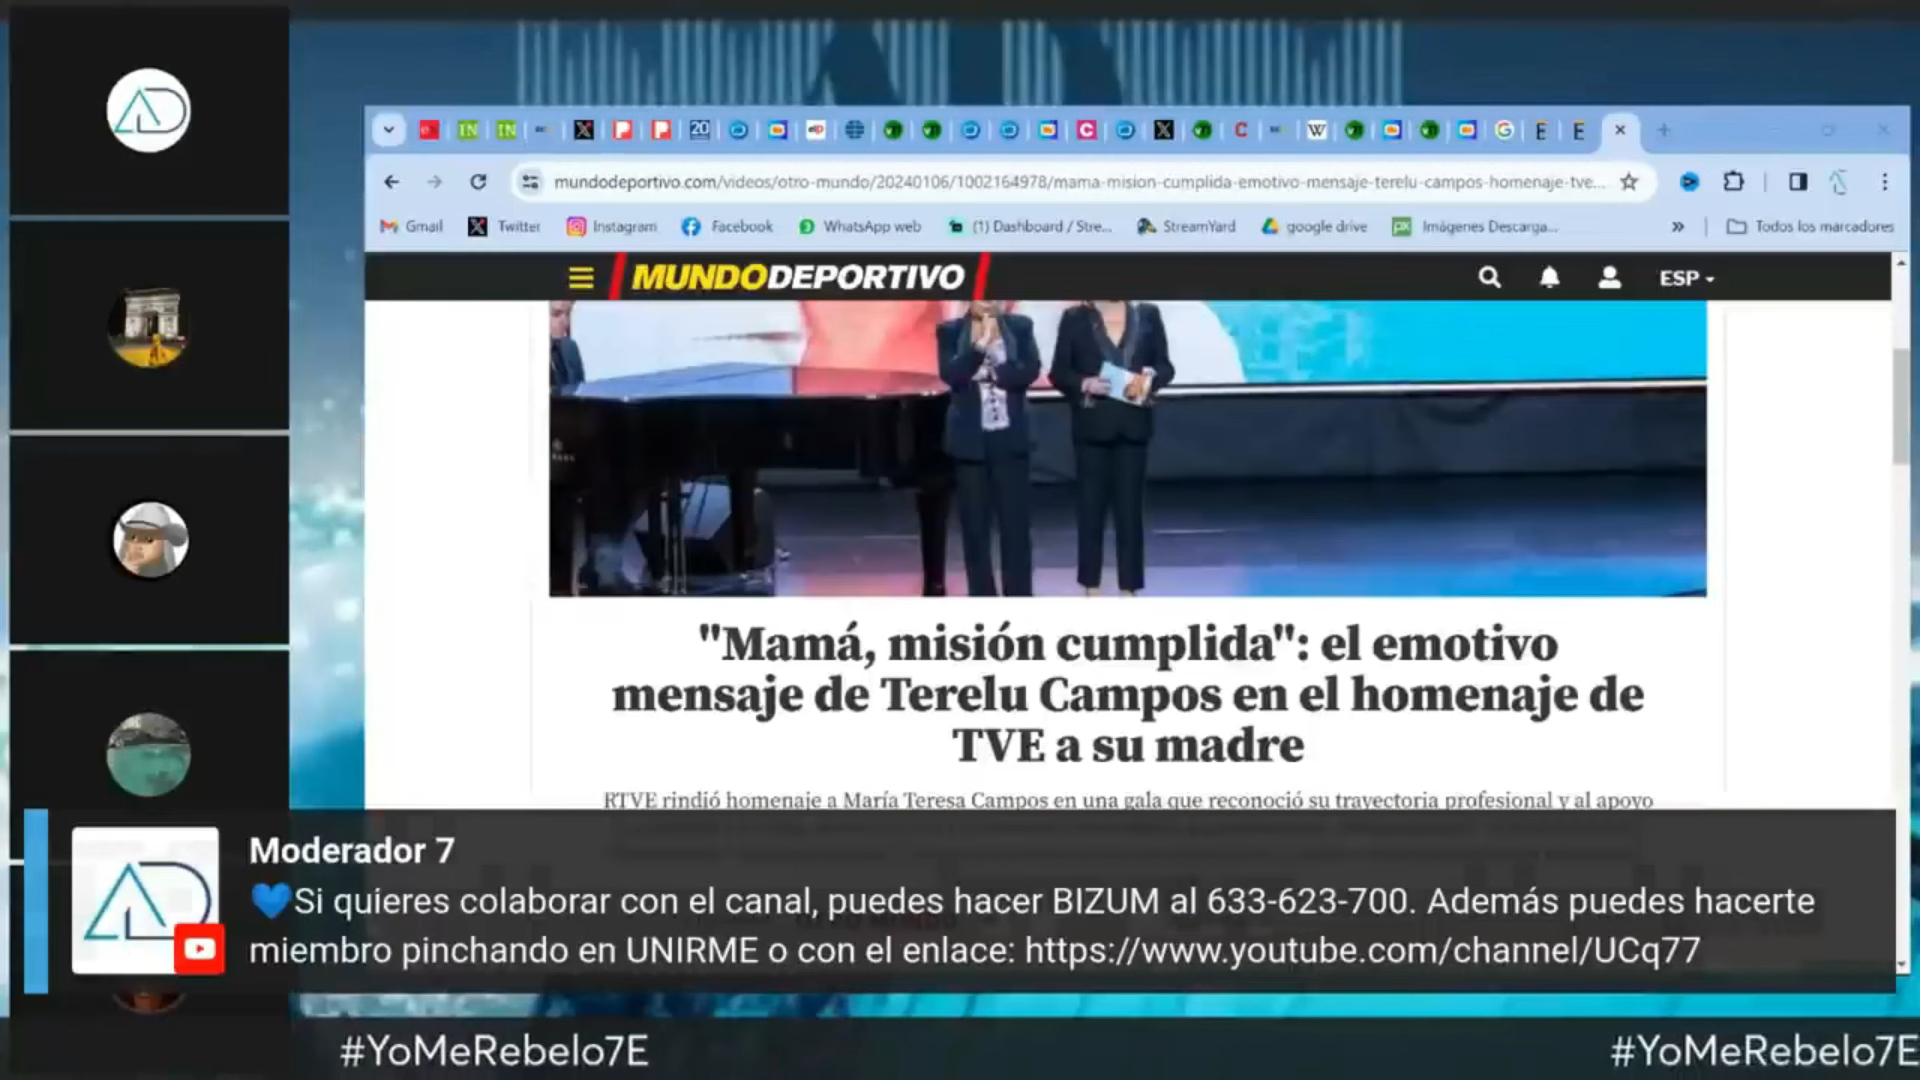 mundodeportivo.com/videos/otro-mundo/20240106/1002164978/mama-mision-cumplida-emotivo-mensaje-terelu-campos-homenaje-tve...
Gmail
Twitter
Instagram
Facebook
WhatsApp web
(1) Dashboard / Stre...
StreamYard
google drive
Imágenes Descarga...
»
Todos los marcadores
MUNDODEPORTIVO
ESP
"Mamá, misión cumplida": el emotivo
mensaje de Terelu Campos en el homenaje de
TVE a su madre
RTVE rindió homenaje a María Teresa Campos en una gala que reconoció su trayectoria profesional y al apoyo
Moderador 7
💙Si quieres colaborar con el canal, puedes hacer BIZUM al 633-623-700. Además puedes hacerte
miembro pinchando en UNIRME o con el enlace: https://www.youtube.com/channel/UCq77
#YoMeRebelo7E
#YoMeRebelo7E